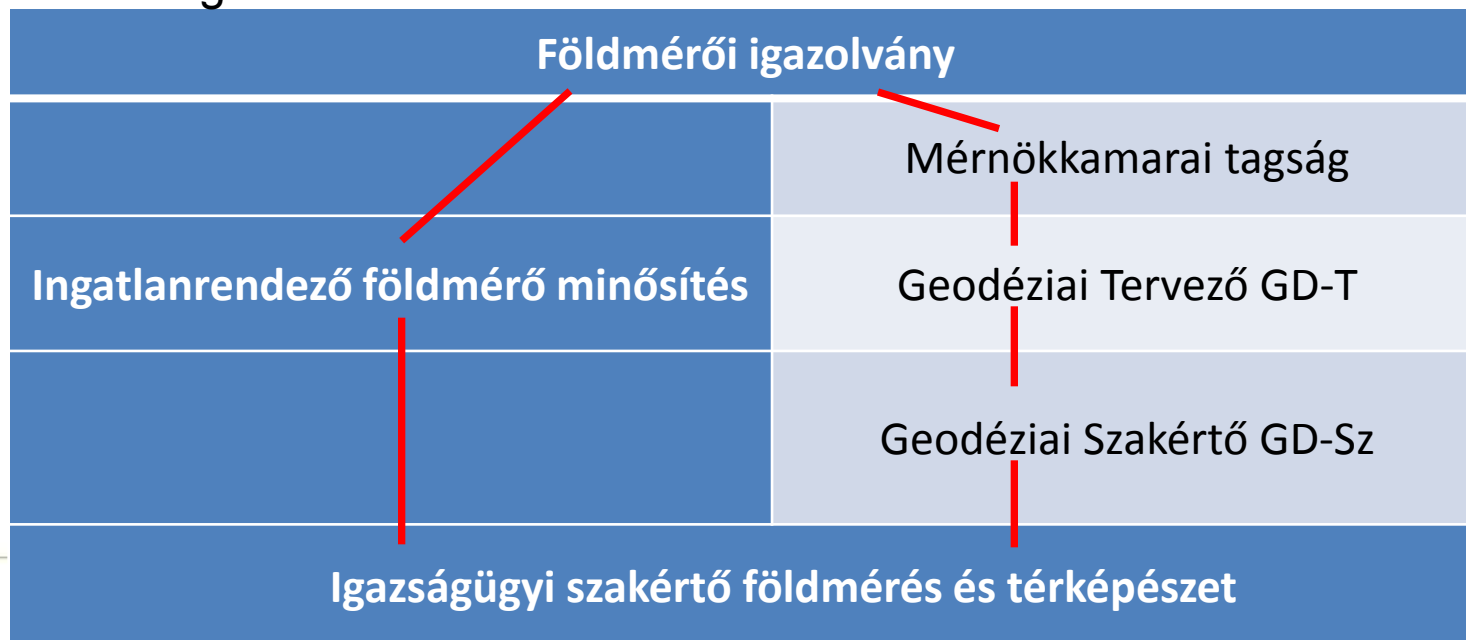 Földmérői igazolvány
Mérnökkamarai tagság
Ingatlanrendező földmérő minősítés
Geodéziai Tervező GD-T
Geodéziai Szakértő GD-Sz
Igazságügyi szakértő földmérés és térképészet